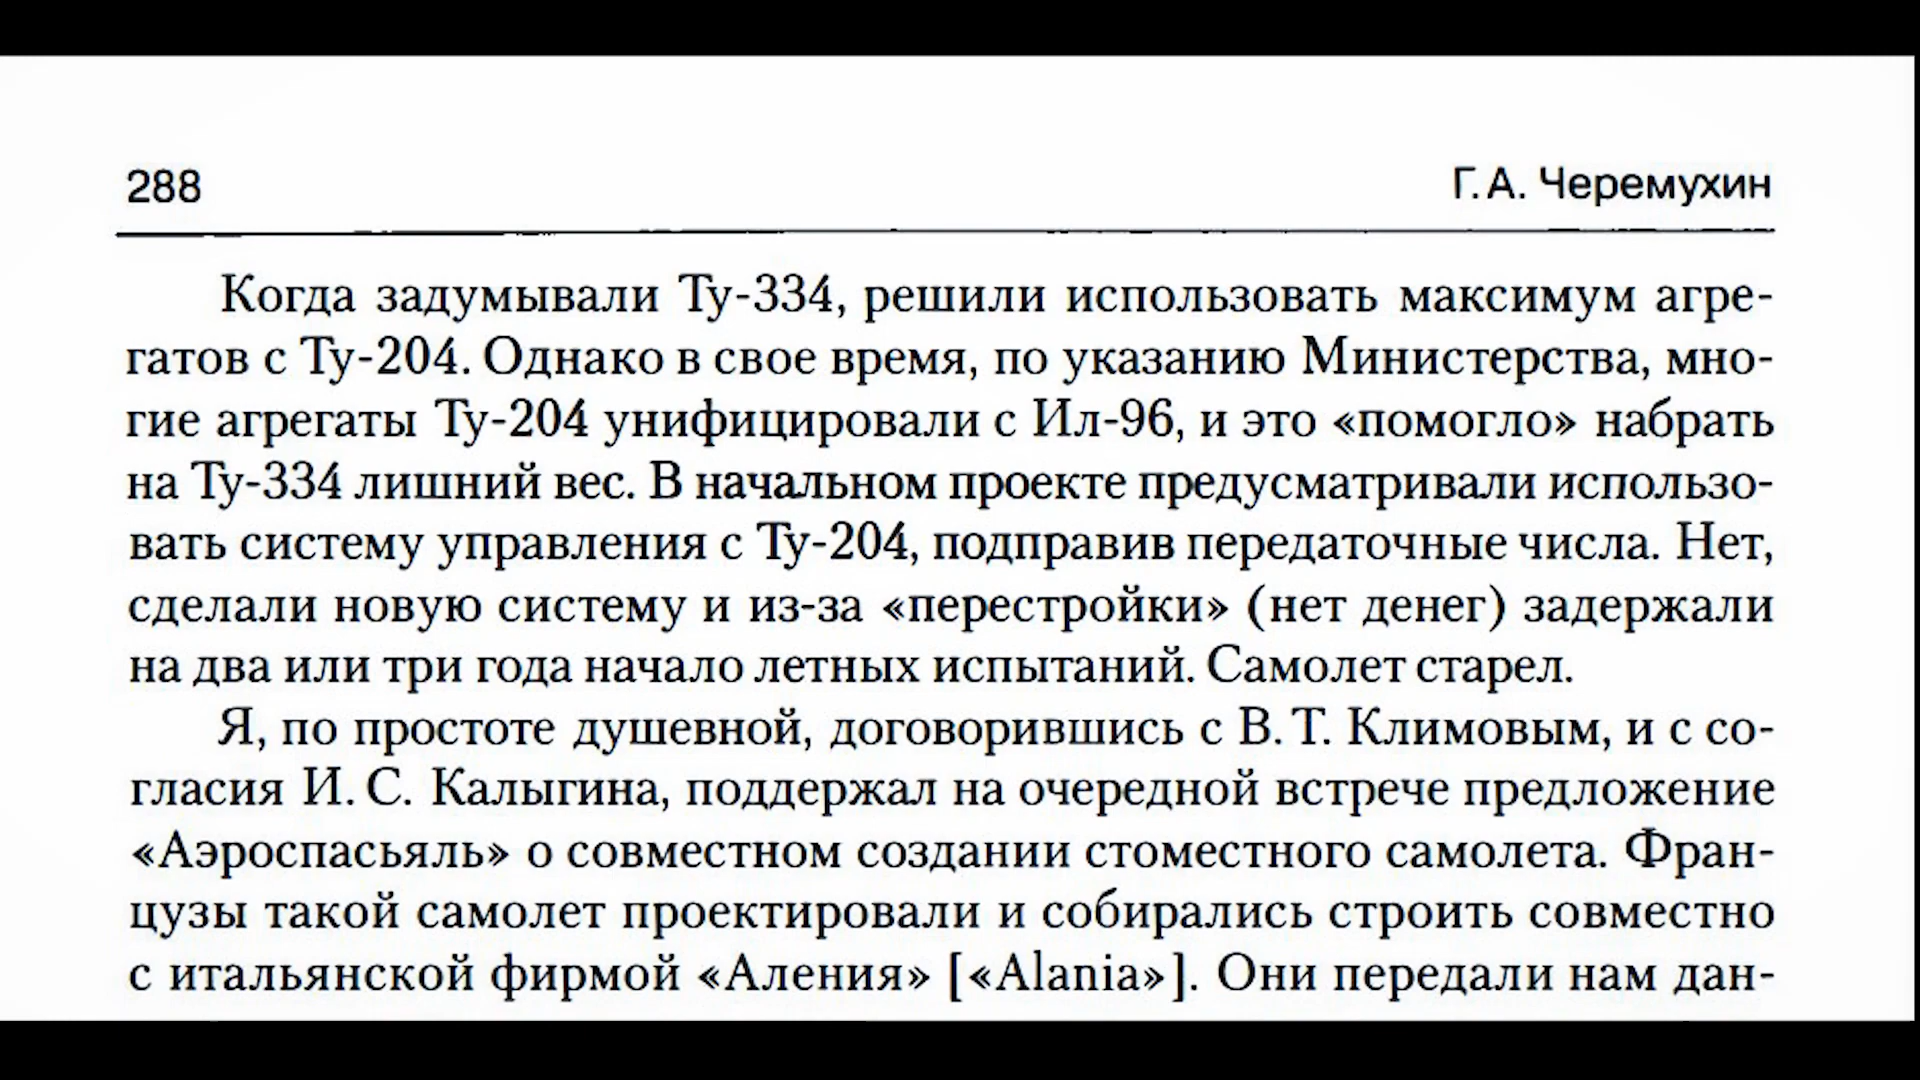 288
Г. А. Черемухин
Когда задумывали Ту-334, решили использовать максимум агре-
гатов с Ту-204. Однако в свое время, по указанию Министерства, мно-
гие агрегаты Ту-204 унифицировали с Ил-96, и это «помогло» набрать
на Ту-334 лишний вес. В начальном проекте предусматривали использо-
вать систему управления с Ту-204, подправив передаточные числа. Нет,
сделали новую систему и из-за «перестройки» (нет денег) задержали
на два или три года начало летных испытаний. Самолет старел.
Я, по простоте душевной, договорившись с В. Т. Климовым, и с со-
гласия И. С. Калыгина, поддержал на очередной встрече предложение
«Аэроспасьяль» о совместном создании стоместного самолета. Фран-
цузы такой самолет проектировали и собирались строить совместно
с итальянской фирмой «Аления» [«Alania»]. Они передали нам дан-